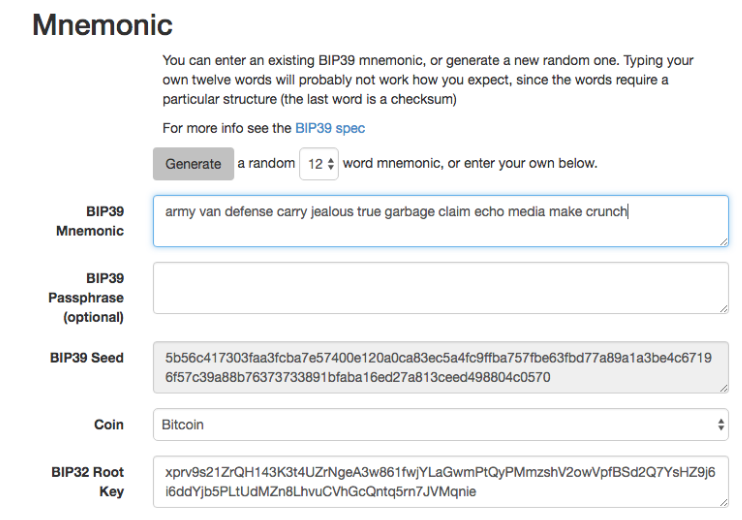 Mnemonic
You can enter an existing BIP39 mnemonic, or generate a new random one. Typing your
own twelve words will probably not work how you expect, since the words require a
particular structure (the last word is a checksum)
For more info see the BIP39 spec
Generate a random 12 word mnemonic, or enter your own below.
BIP39
Mnemonic
army van defense carry jealous true garbage claim echo media make crunch
BIP39
Passphrase
(optional)
BIP39 Seed
5b56c417303faa3fcba7e57400e120a0ca83ec5a4fc9ffba757fbe63fbd77a89a1a3be4c6719
6f57c39a88b76373733891bfaba16ed27a813ceed498804c0570
Coin
Bitcoin
BIP32 Root
Key
xprv9s21ZrQH143K3t4UZrNgeA3w861fwjYLaGwmPtQyPMmzshV2owVpfBSd2Q7YsHZ9j6
i6ddYjb5PLtUdMZn8LhvuCVhGcQntq5rn7JVMqnie